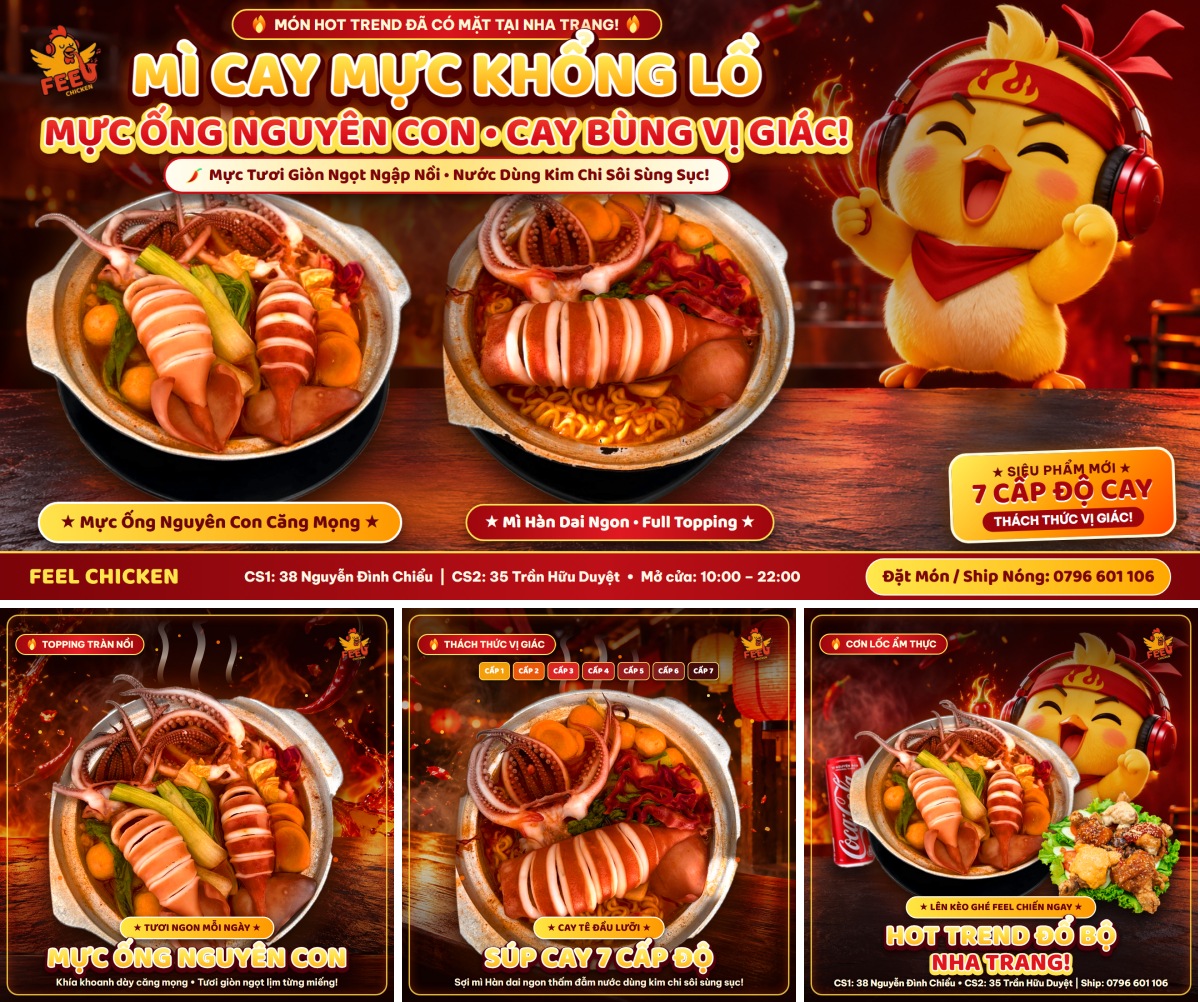 MÓN HOT TREND ĐÃ CÓ MẶT TẠI NHA TRANG!
FEEL
CHICKEN
MÌ CAY MỰC KHỔNG LỒ
MỰC ỐNG NGUYÊN CON • CAY BÙNG VỊ GIÁC!
Mực Tươi Giòn Ngọt Ngập Nồi • Nước Dùng Kim Chi Sôi Sùng Sục!
★ Mực Ống Nguyên Con Căng Mọng ★
★ Mì Hàn Dai Ngon • Full Topping ★
★ SIÊU PHẨM MỚI ★
7 CẤP ĐỘ CAY
THÁCH THỨC VỊ GIÁC!
FEEL CHICKEN
CS1: 38 Nguyễn Đình Chiểu | CS2: 35 Trần Hữu Duyệt • Mở cửa: 10:00 – 22:00
Đặt Món / Ship Nóng: 0796 601 106
TOPPING TRÀN NỒI
FEEL
★ TƯƠI NGON MỖI NGÀY ★
MỰC ỐNG NGUYÊN CON
Khía khoanh dày căng mọng • Tươi giòn ngọt lịm từng miếng!
THÁCH THỨC VỊ GIÁC
FEEL
CẤP 1 CẤP 2 CẤP 3 CẤP 4 CẤP 5 CẤP 6 CẤP 7
★ CAY TÊ ĐẦU LƯỠI ★
SÚP CAY 7 CẤP ĐỘ
Sợi mì Hàn dai ngon thấm đẫm nước dùng kim chi sôi sùng sục!
CƠN LỐC ẨM THỰC
FEEL
Coca-Cola
★ LÊN KÈO GHÉ FEEL CHIẾN NGAY ★
HOT TREND ĐỔ BỘ
NHA TRANG!
CS1: 38 Nguyễn Đình Chiểu • CS2: 35 Trần Hữu Duyệt | Ship: 0796 601 106